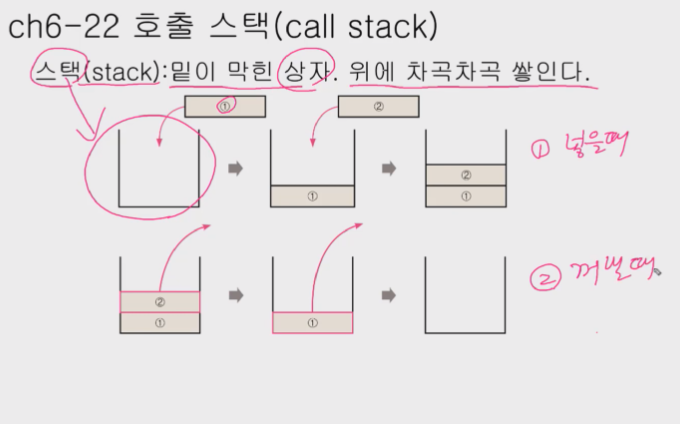 ch6-22 호출 스택(call stack)
스택(stack):밑이 막힌 상자. 위에 차곡차곡 쌓인다.
① ②
① 넣을때
② 
① ①
② 꺼낼때
②
① ①